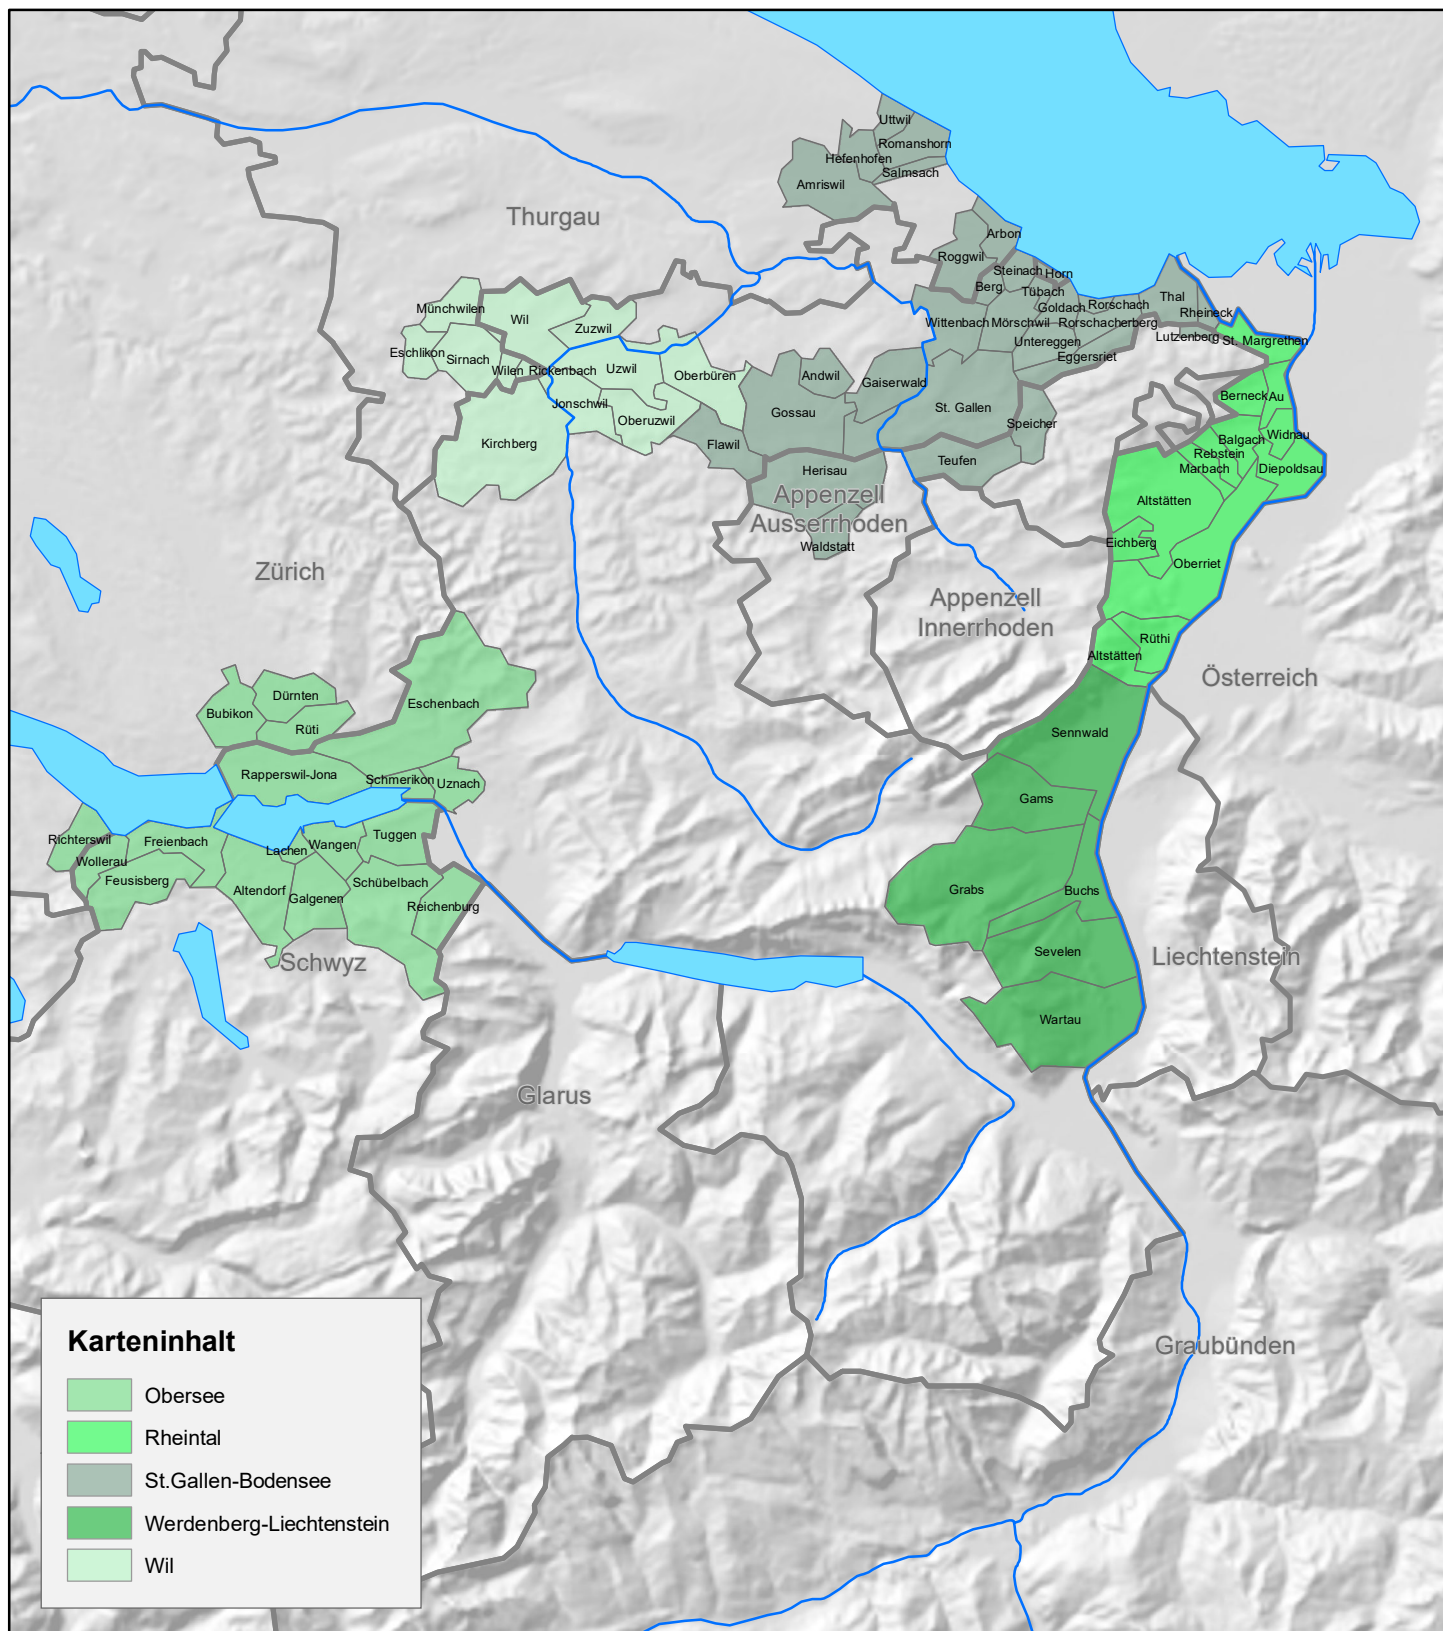 Uttwil
Romanshorn
Hefenhofen
Salmsach
Amriswil
Thurgau
Arbon
Roggwil
Steinach
Horn
Berg
Tübach
Goldach
Rorschach
Thal
Rheineck
Münchwilen
Wil
Zuzwil
Wittenbach
Mörschwil
Rorschacherberg
Lutzenberg
St. Margrethen
Untereggen
Eggersriet
Eschlikon
Sirnach
Wilen
Rickenbach
Uzwil
Oberbüren
Andwil
Gaiserwald
Berneck
Au
Jonschwil
Oberuzwil
Gossau
St. Gallen
Speicher
Kirchberg
Flawil
Balgach
Widnau
Rebstein
Marbach
Diepoldsau
Teufen
Herisau
Appenzell
Ausserrhoden
Waldstatt
Altstätten
Eichberg
Oberriet
Zürich
Appenzell
Innerrhoden
Rüthi
Altstätten
Österreich
Dürnten
Bubikon
Rüti
Eschenbach
Sennwald
Rapperswil-Jona
Schmerikon
Uznach
Gams
Richterswil
Freienbach
Tuggen
Wollerau
Lachen
Wangen
Feusisberg
Altendorf
Galgenen
Schübelbach
Reichenburg
Grabs
Buchs
Schwyz
Sevelen
Liechtenstein
Wartau
Glarus
Graubünden
Karteninhalt
Obersee
Rheintal
St.Gallen-Bodensee
Werdenberg-Liechtenstein
Wil